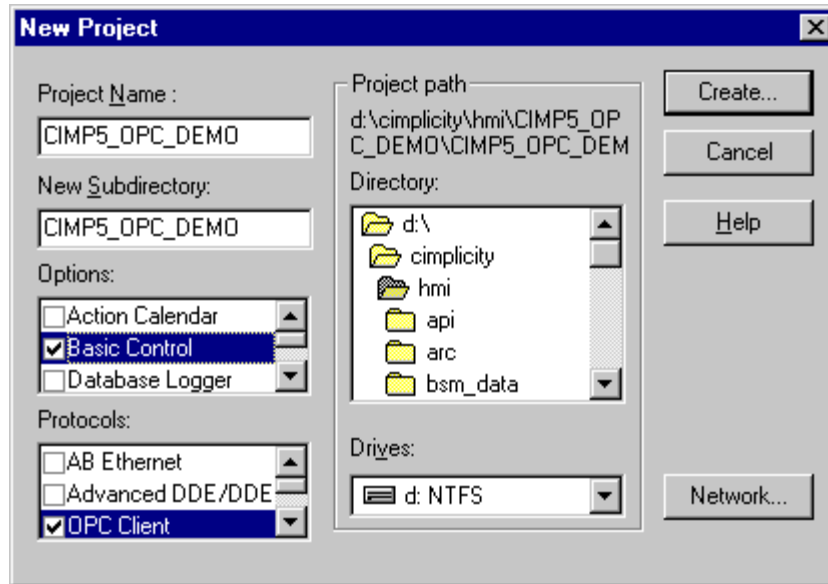 New Project
Project Name :
CIMP5_OPC_DEMO
New Subdirectory:
CIMP5_OPC_DEMO
Options:
Action Calendar
Basic Control
Database Logger
Protocols:
AB Ethernet
Advanced DDE/DDE
OPC Client
Project path
d:\cimplicity\hmi\CIMP5_OP
C_DEMO\CIMP5_OPC_DEM
Directory:
d:\
cimplicity
hmi
api
arc
bsm_data
Drives:
d: NTFS
Create...
Cancel
Help
Network...